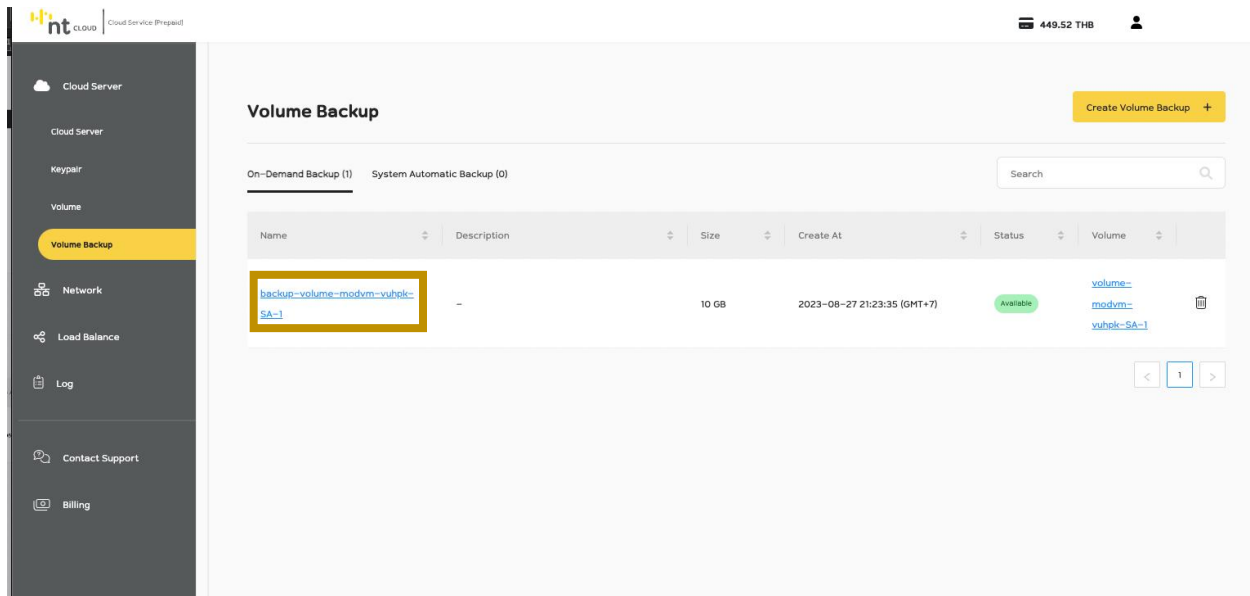 nt CLOUD Cloud Service (Prepaid)
449.52 THB
Cloud Server
Cloud Server
Keypair
Volume
Volume Backup
Network
Load Balance
Log
Contact Support
Billing
Volume Backup
Create Volume Backup +
On-Demand Backup (1) System Automatic Backup (0)
Search
Name Description Size Create At Status Volume
backup-volume-modvm-vuhpk-
SA-1
- 10 GB 2023-08-27 21:23:35 (GMT+7) Available
volume-
modvm-
vuhpk-SA-1
< 1 >